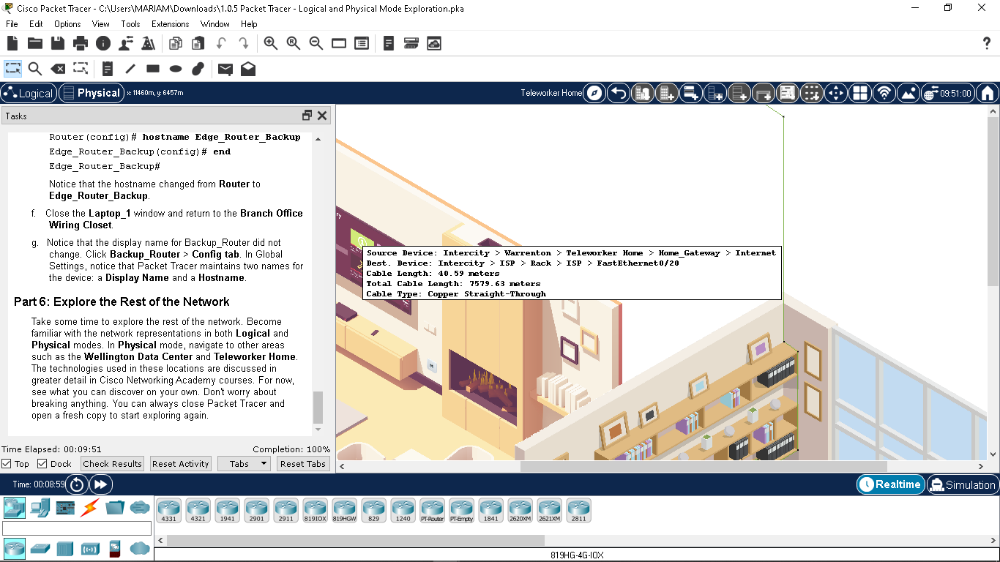 Cisco Packet Tracer - C:\Users\MARIAM\Downloads\1.0.5 Packet Tracer - Logical and Physical Mode Exploration.pka
File Edit Options View Tools Extensions Window Help
Logical Physical x: 11460m, y: 6457m Teleworker Home 09:51:00
Tasks
Router(config)# hostname Edge_Router_Backup
Edge_Router_Backup(config)# end
Edge_Router_Backup#
Notice that the hostname changed from Router to
Edge_Router_Backup.
f. Close the Laptop_1 window and return to the Branch Office
Wiring Closet.
g. Notice that the display name for Backup_Router did not
change. Click Backup_Router > Config tab. In Global
Settings, notice that Packet Tracer maintains two names for
the device: a Display Name and a Hostname.
Part 6: Explore the Rest of the Network
Take some time to explore the rest of the network. Become
familiar with the network representations in both Logical and
Physical modes. In Physical mode, navigate to other areas
such as the Wellington Data Center and Teleworker Home.
The technologies used in these locations are discussed in
greater detail in Cisco Networking Academy courses. For now,
see what you can discover on your own. Don't worry about
breaking anything. You can always close Packet Tracer and
open a fresh copy to start exploring again.
Time Elapsed: 00:09:51 Completion: 100%
Top Dock Check Results Reset Activity Tabs Reset Tabs
Source Device: Intercity > Warrenton > Teleworker Home > Home_Gateway > Internet
Dest. Device: Intercity > ISP > Rack > ISP > FastEthernet0/20
Cable Length: 40.59 meters
Total Cable Length: 7579.63 meters
Cable Type: Copper Straight-Through
Time: 00:08:59 Realtime Simulation
4331 4321 1941 2901 2911 819IOX 819HGW 829 1240 PT-Router PT-Empty 1841 2620XM 2621XM 2811
819HG-4G-IOX